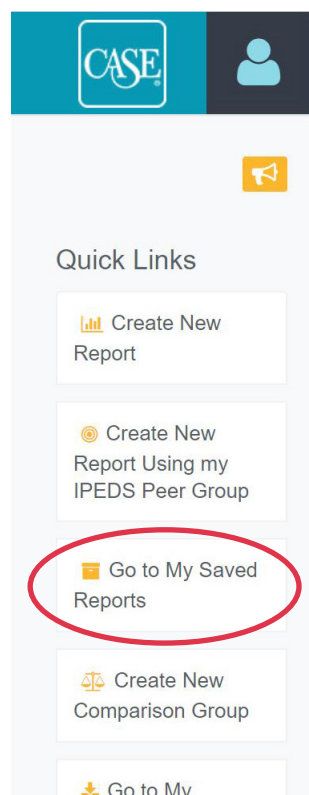 CASE
Quick Links
Create New
Report
Create New
Report Using my
IPEDS Peer Group
Go to My Saved
Reports
Create New
Comparison Group
Go to My